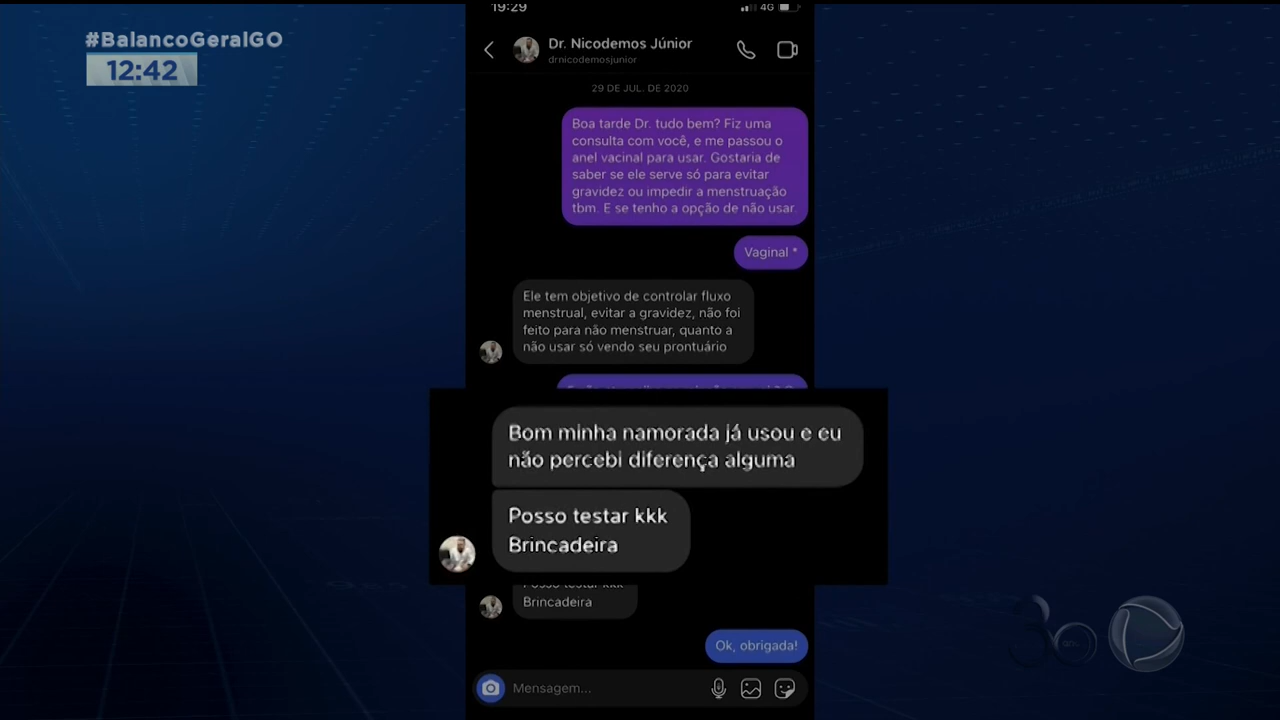 #BalancoGeralGO
12:42
19:29
4G
Dr. Nicodemos Júnior
drnicodemosjunior
29 DE JUL. DE 2020
Boa tarde Dr. tudo bem? Fiz uma
consulta com você, e me passou o
anel vacinal para usar. Gostaria de
saber se ele serve só para evitar
gravidez ou impedir a menstruação
tbm. E se tenho a opção de não usar.
Vaginal *
Ele tem objetivo de controlar fluxo
menstrual, evitar a gravidez, não foi
feito para não menstruar, quanto a
não usar só vendo seu prontuário
Bom minha namorada já usou e eu
não percebi diferença alguma
Posso testar kkk
Brincadeira
Posso testar kkk
Brincadeira
Ok, obrigada!
Mensagem...